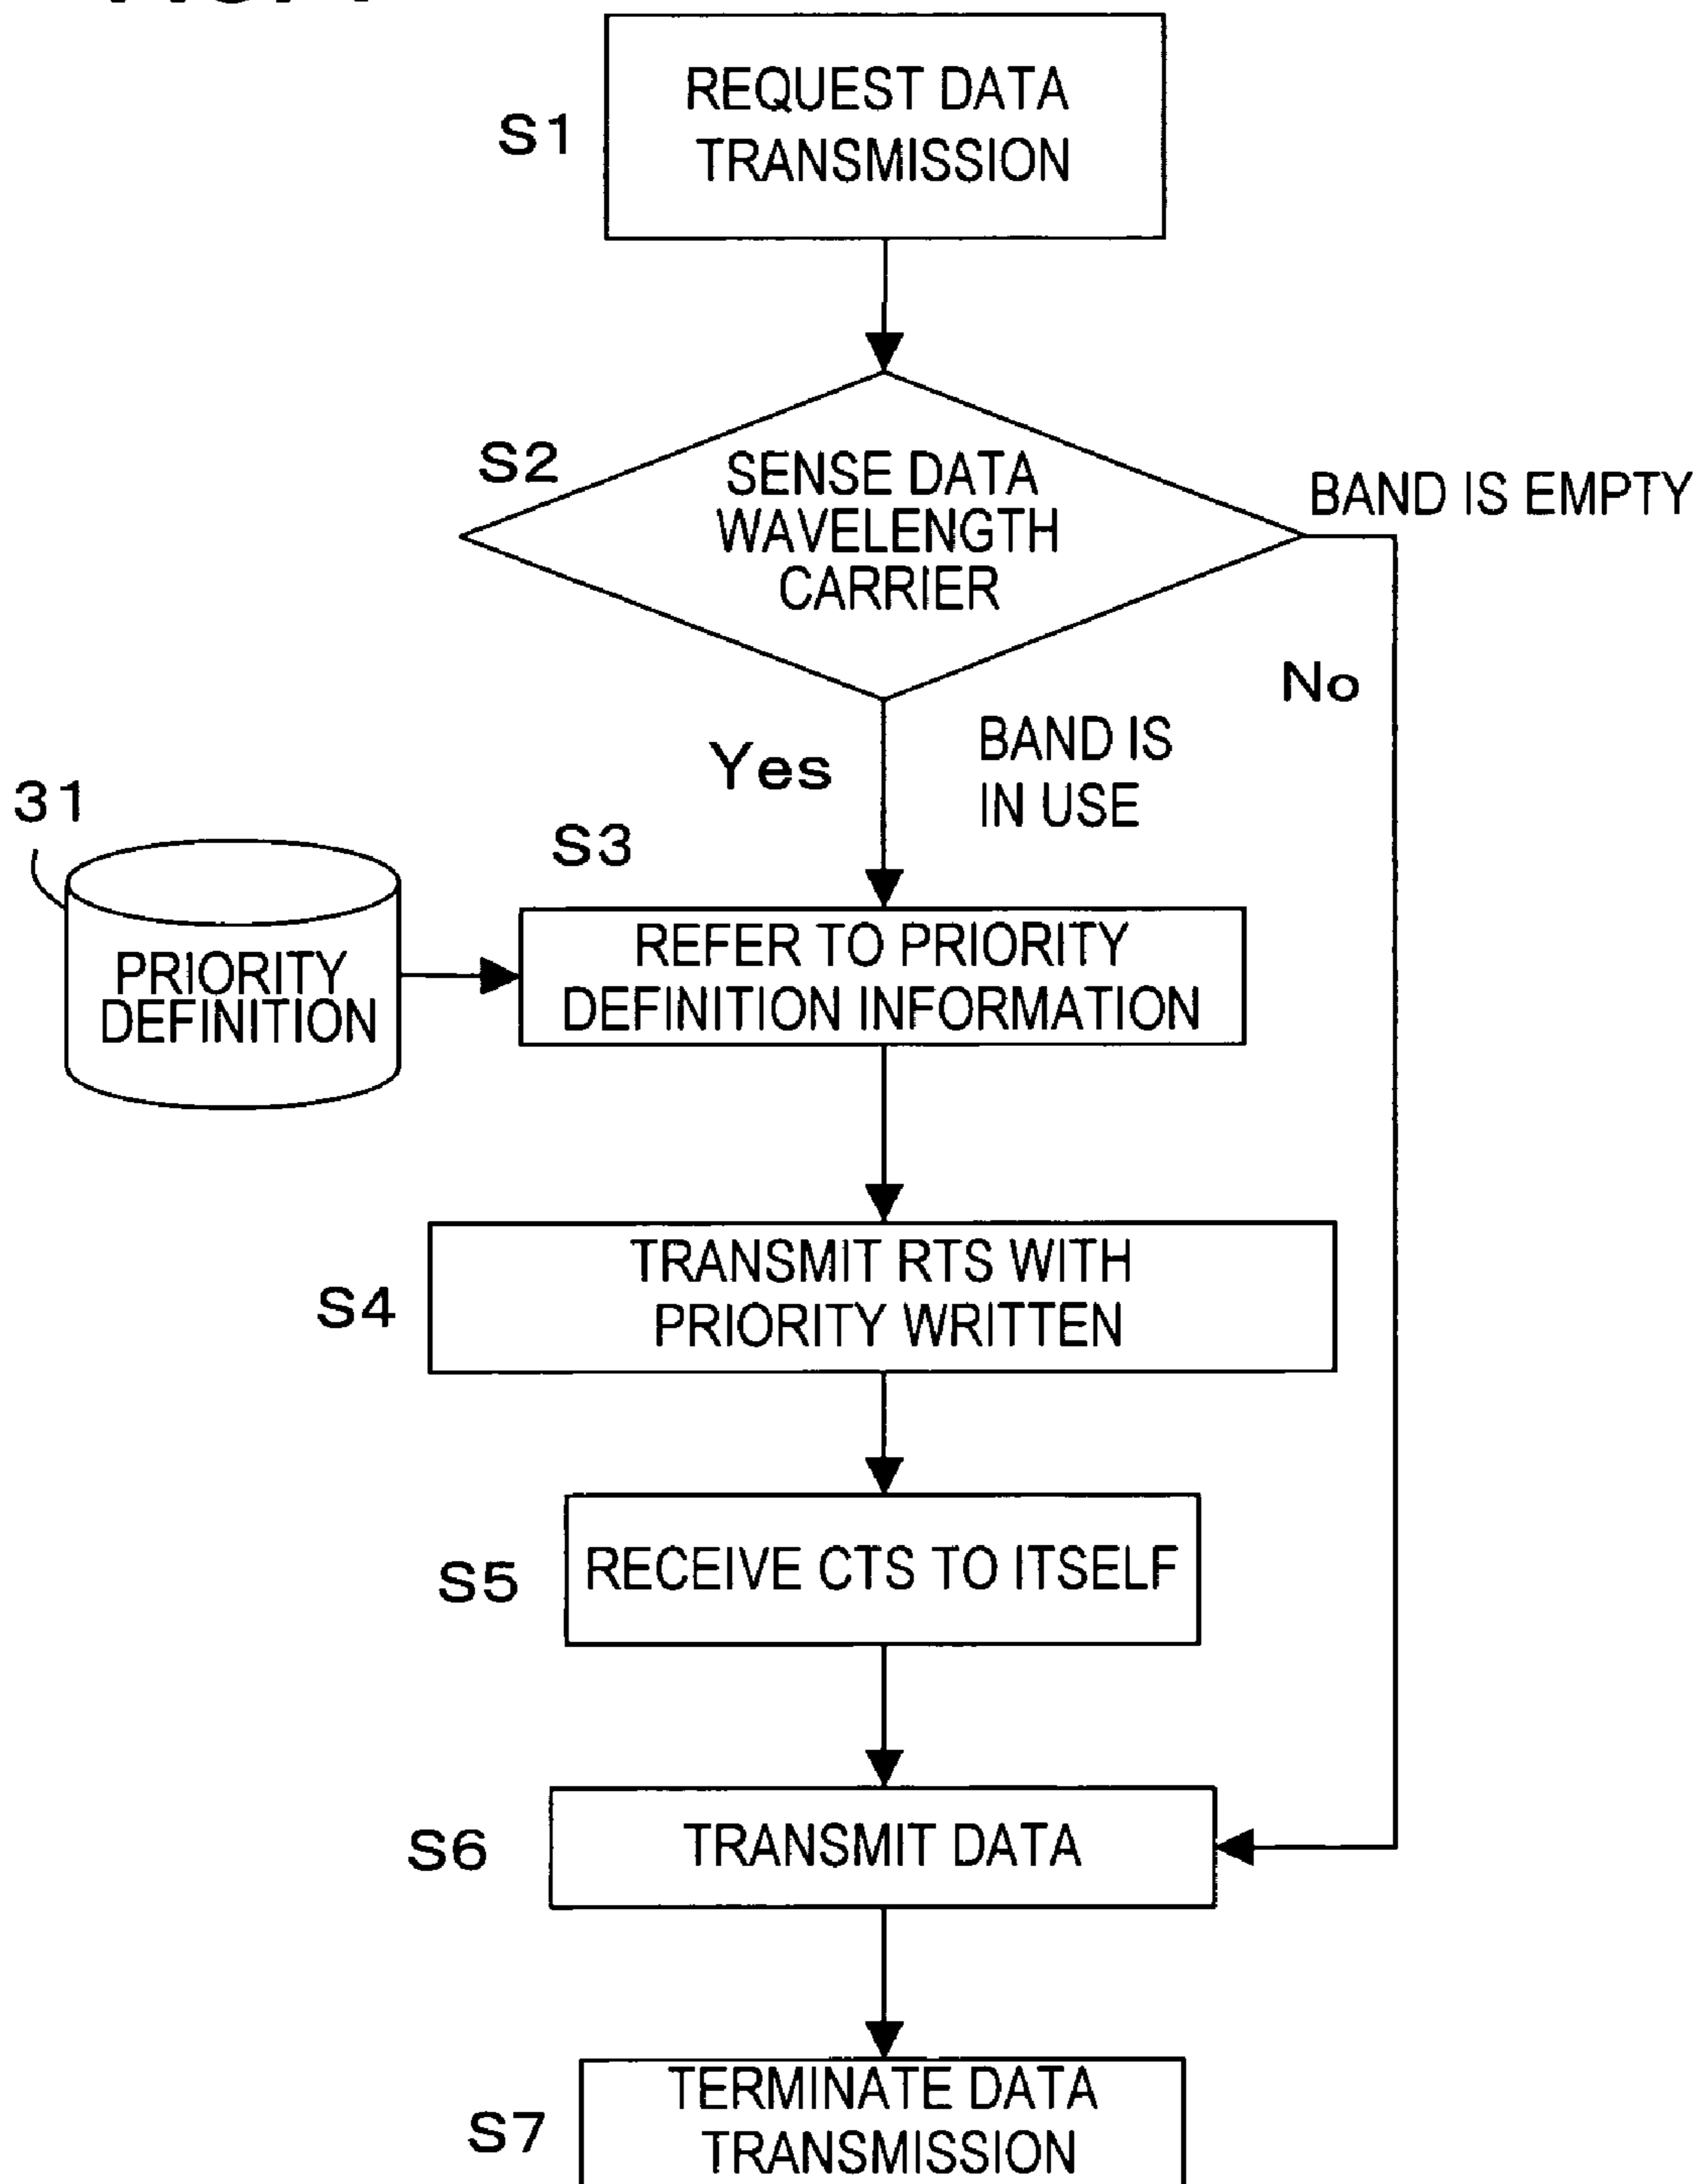 S1
REQUEST DATA
TRANSMISSION
S2
SENSE DATA
WAVELENGTH
CARRIER
BAND IS EMPTY
No
Yes
BAND IS
IN USE
31
PRIORITY
DEFINITION
S3
REFER TO PRIORITY
DEFINITION INFORMATION
S4
TRANSMIT RTS WITH
PRIORITY WRITTEN
S5
RECEIVE CTS TO ITSELF
S6
TRANSMIT DATA
S7
TERMINATE DATA
TRANSMISSION